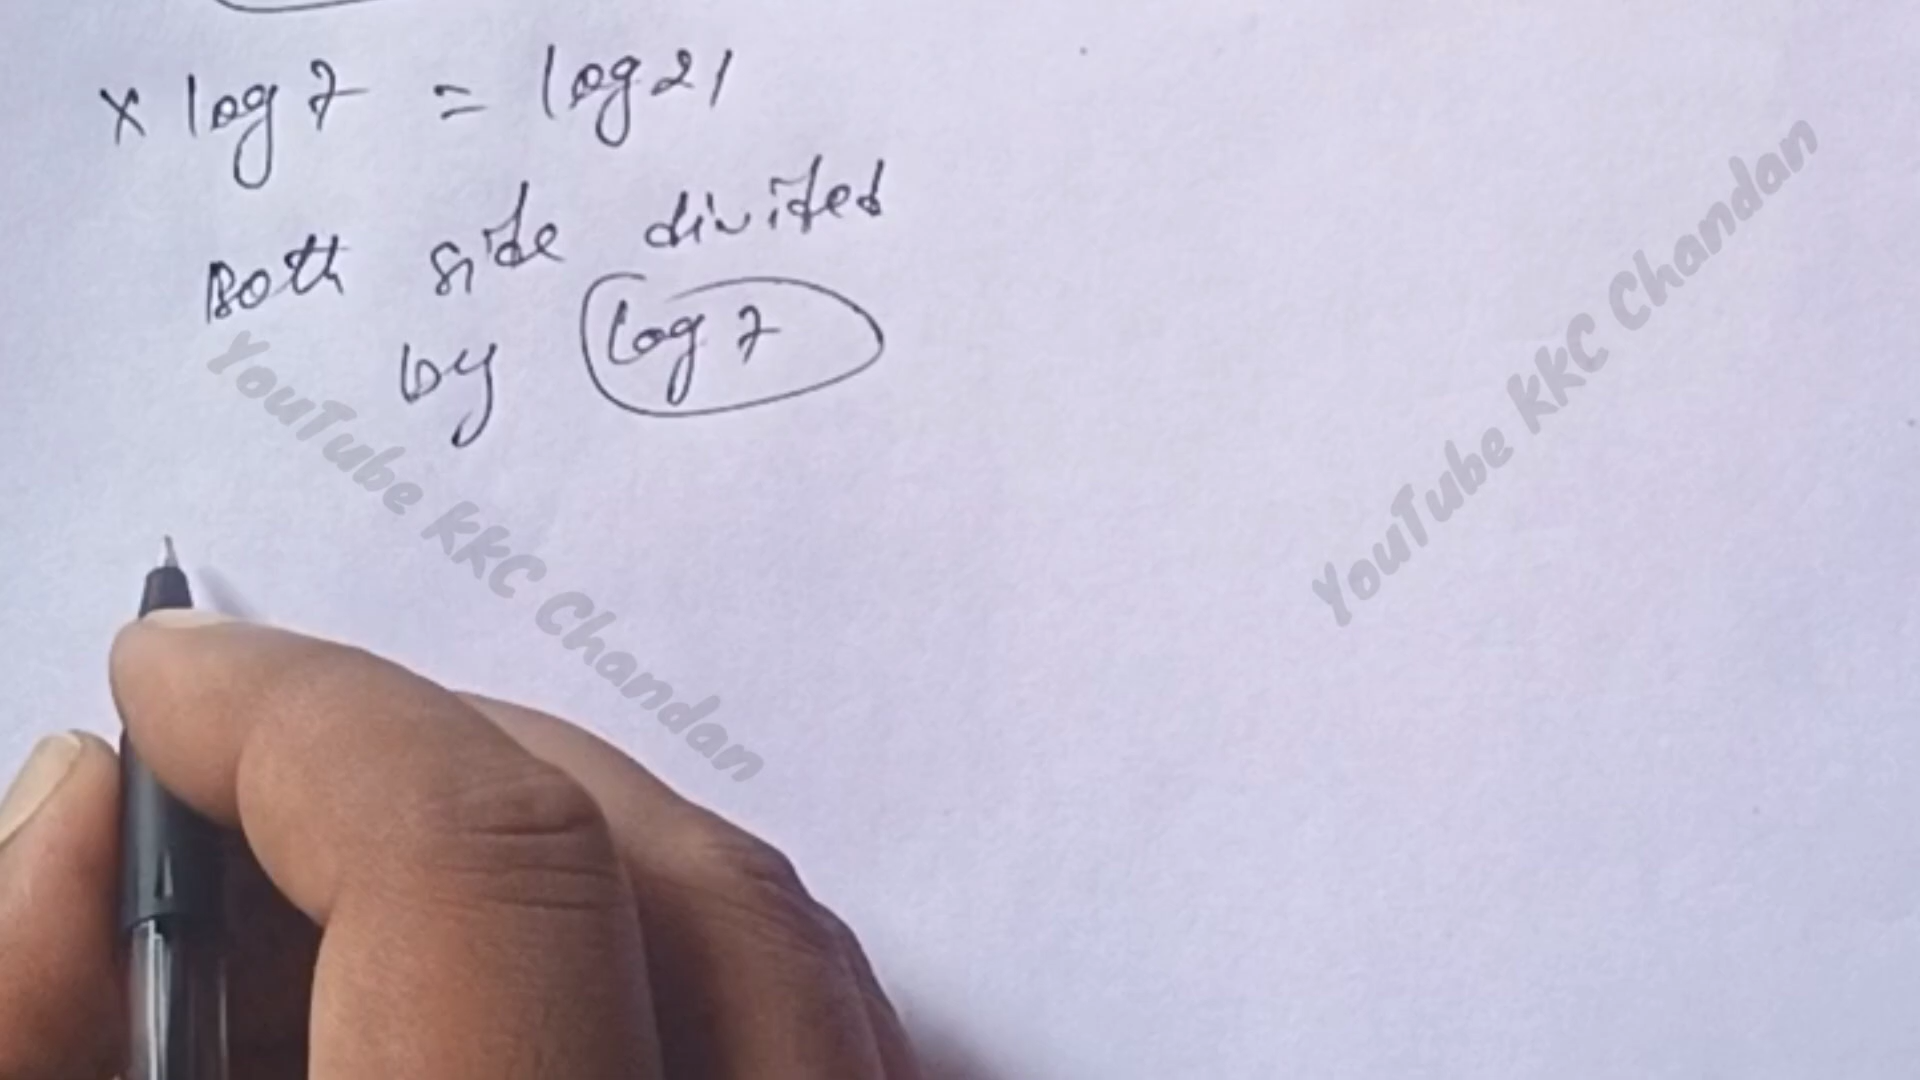 x log 7 = log 21
Both side divited
by log 7
YouTube KKC Chandan
YouTube KKC Chandan